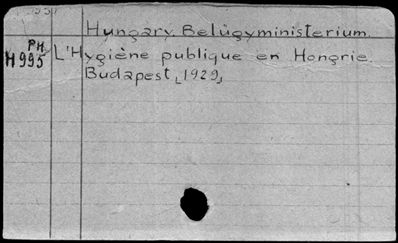 Hungary. Belügyministerium.
PH
H995 L'Hygiène publique en Hongrie.
Budapest, [1929]